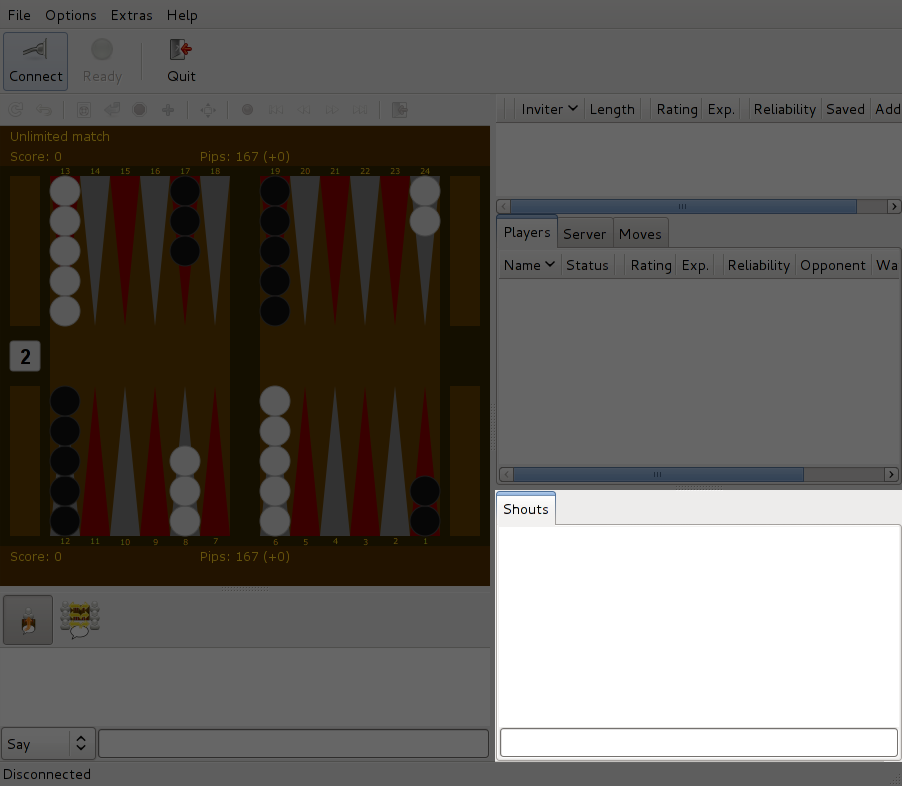 File Options Extras Help
Connect Ready Quit
Inviter Length Rating Exp. Reliability Saved Add
Unlimited match
Score: 0 Pips: 167 (+0)
13 14 15 16 17 18 19 20 21 22 23 24
Players Server Moves
Name Status Rating Exp. Reliability Opponent Wa
2
12 11 10 9 8 7 6 5 4 3 2 1
Score: 0 Pips: 167 (+0)
Shouts
Say
Disconnected